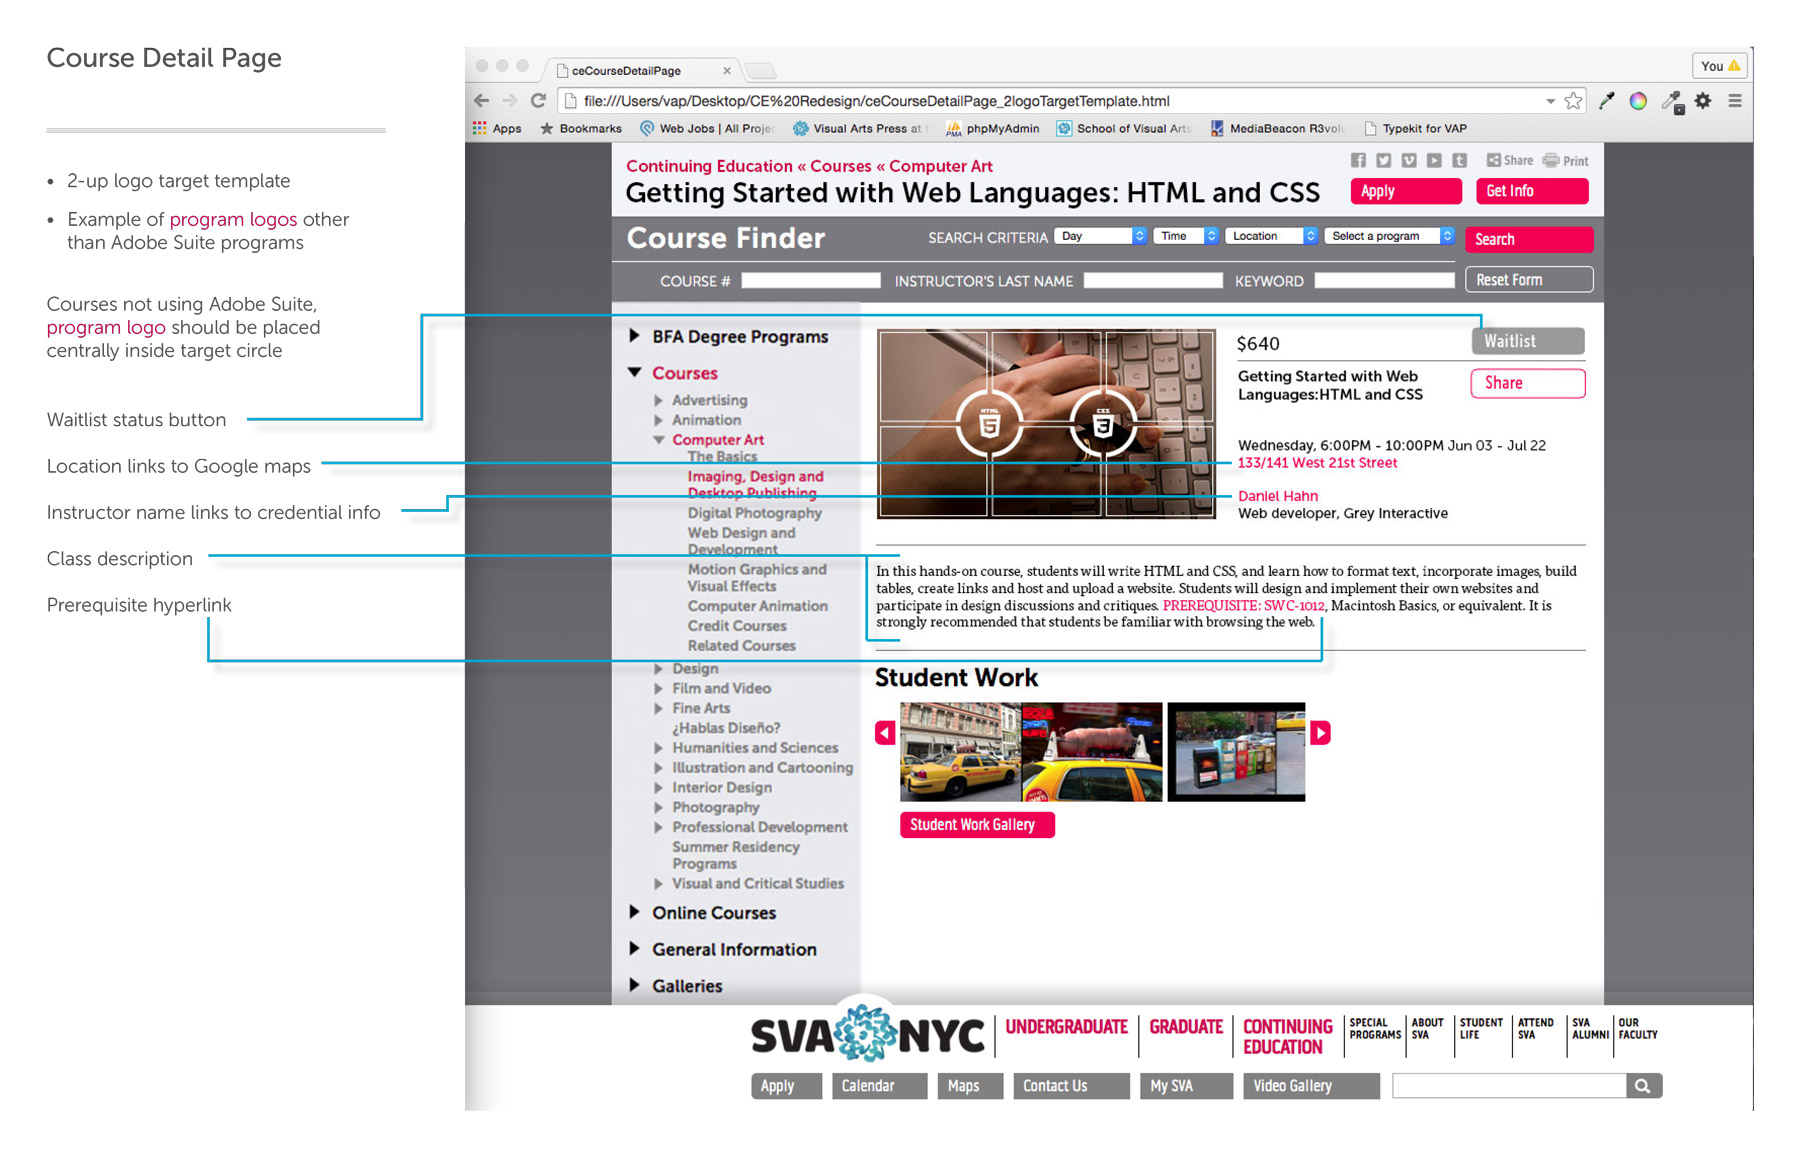 Course Detail Page
• 2-up logo target template
• Example of program logos other
than Adobe Suite programs
Courses not using Adobe Suite,
program logo should be placed
centrally inside target circle
Waitlist status button
Location links to Google maps
Instructor name links to credential info
Class description
Prerequisite hyperlink
ceCourseDetailPage
You
file:///Users/vap/Desktop/CE%20Redesign/ceCourseDetailPage_2logoTargetTemplate.html
Apps Bookmarks Web Jobs | All Projec Visual Arts Press at phpMyAdmin School of Visual Arts MediaBeacon R3volu Typekit for VAP
Continuing Education « Courses « Computer Art
Share Print
Getting Started with Web Languages: HTML and CSS
Apply Get Info
Course Finder SEARCH CRITERIA Day Time Location Select a program Search
COURSE # INSTRUCTOR'S LAST NAME KEYWORD Reset Form
BFA Degree Programs
Courses
Advertising
Animation
Computer Art
The Basics
Imaging, Design and
Desktop Publishing
Digital Photography
Web Design and
Development
Motion Graphics and
Visual Effects
Computer Animation
Credit Courses
Related Courses
Design
Film and Video
Fine Arts
¿Hablas Diseño?
Humanities and Sciences
Illustration and Cartooning
Interior Design
Photography
Professional Development
Summer Residency
Programs
Visual and Critical Studies
Online Courses
General Information
Galleries
HTML 5
CSS 3
$640
Waitlist
Getting Started with Web
Languages:HTML and CSS
Share
Wednesday, 6:00PM - 10:00PM Jun 03 - Jul 22
133/141 West 21st Street
Daniel Hahn
Web developer, Grey Interactive
In this hands-on course, students will write HTML and CSS, and learn how to format text, incorporate images, build
tables, create links and host and upload a website. Students will design and implement their own websites and
participate in design discussions and critiques. PREREQUISITE: SWC-1012, Macintosh Basics, or equivalent. It is
strongly recommended that students be familiar with browsing the web.
Student Work
Student Work Gallery
SVA NYC
UNDERGRADUATE
GRADUATE
CONTINUING
EDUCATION
SPECIAL
PROGRAMS
ABOUT
SVA
STUDENT
LIFE
ATTEND
SVA
SVA
ALUMNI
OUR
FACULTY
Apply Calendar Maps Contact Us My SVA Video Gallery